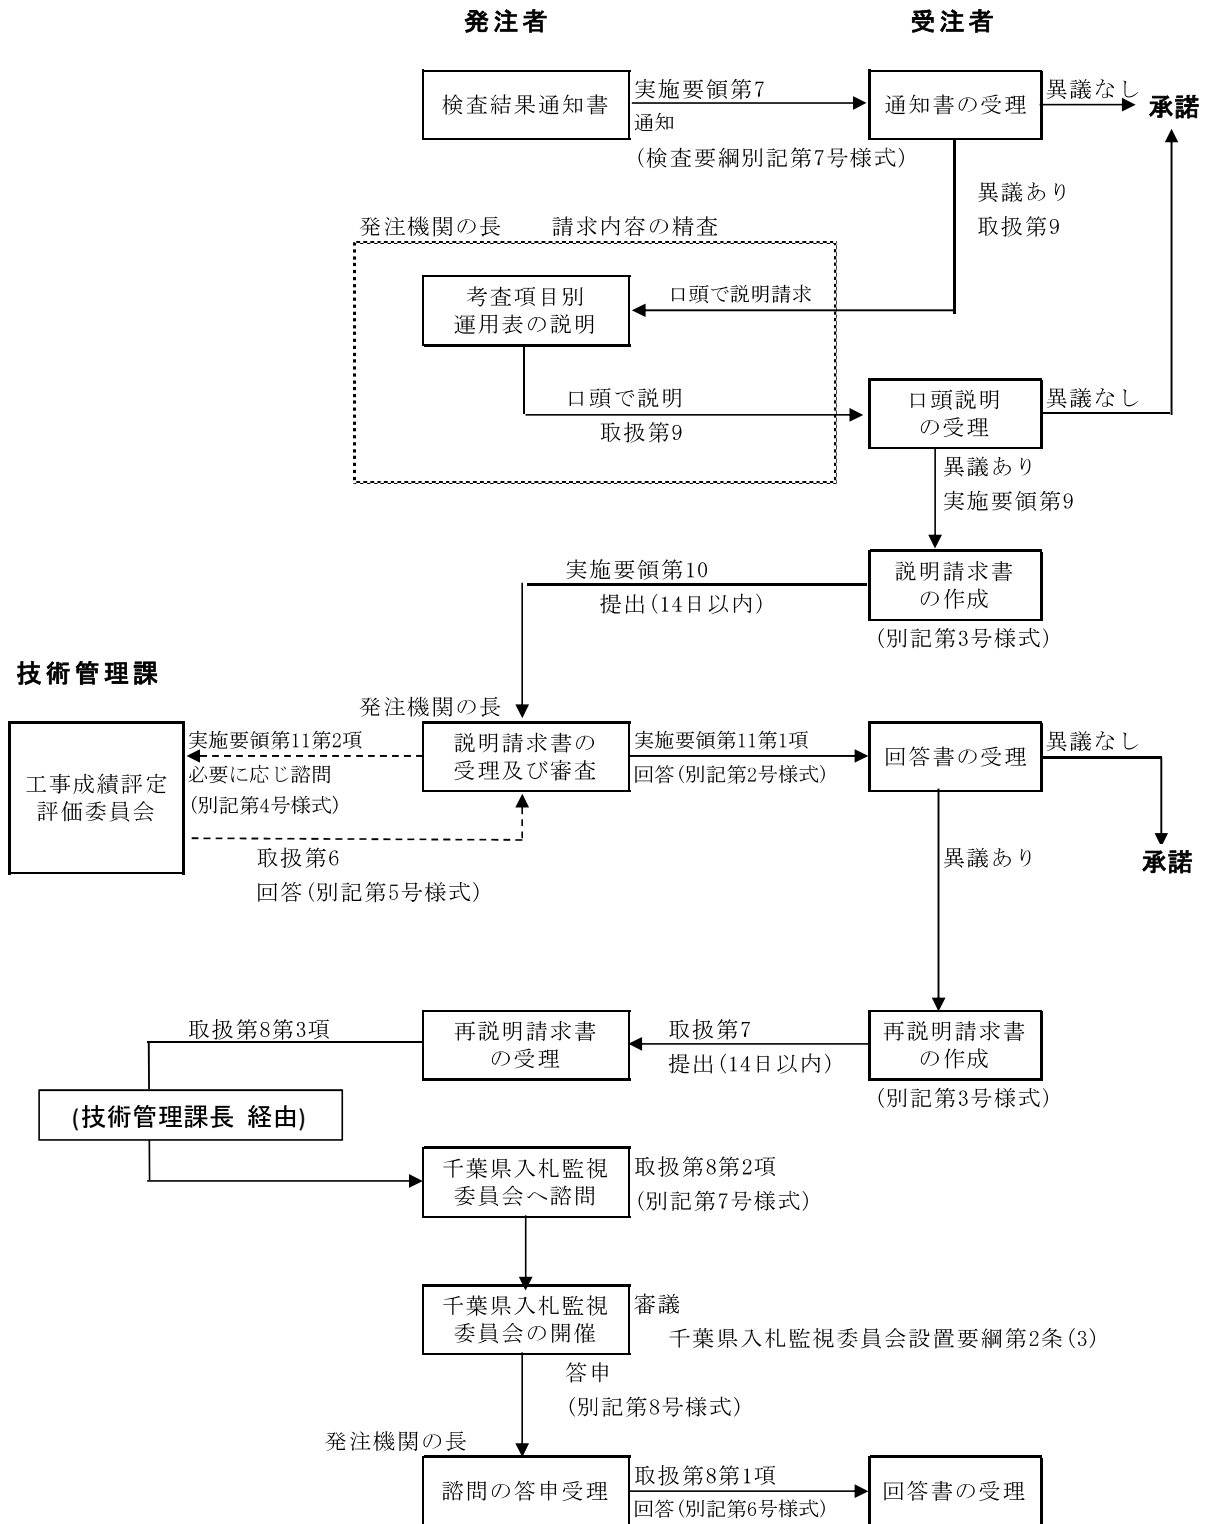 発注者
受注者
検査結果通知書
実施要領第7
通知
(検査要綱別記第7号様式)
通知書の受理
異議なし
承諾
異議あり
取扱第9
発注機関の長
請求内容の精査
考査項目別
運用表の説明
口頭で説明請求
口頭で説明
取扱第9
口頭説明
の受理
異議なし
異議あり
実施要領第9
説明請求書
の作成
(別記第3号様式)
実施要領第10
提出(14日以内)
技術管理課
発注機関の長
工事成績評定
評価委員会
実施要領第11第2項
必要に応じ諮問
(別記第4号様式)
説明請求書の
受理及び審査
実施要領第11第1項
回答(別記第2号様式)
回答書の受理
異議なし
承諾
取扱第6
回答(別記第5号様式)
異議あり
取扱第8第3項
再説明請求書
の受理
取扱第7
提出(14日以内)
再説明請求書
の作成
(別記第3号様式)
(技術管理課長 経由)
千葉県入札監視
委員会へ諮問
取扱第8第2項
(別記第7号様式)
千葉県入札監視
委員会の開催
審議
千葉県入札監視委員会設置要綱第2条(3)
答申
(別記第8号様式)
発注機関の長
諮問の答申受理
取扱第8第1項
回答(別記第6号様式)
回答書の受理